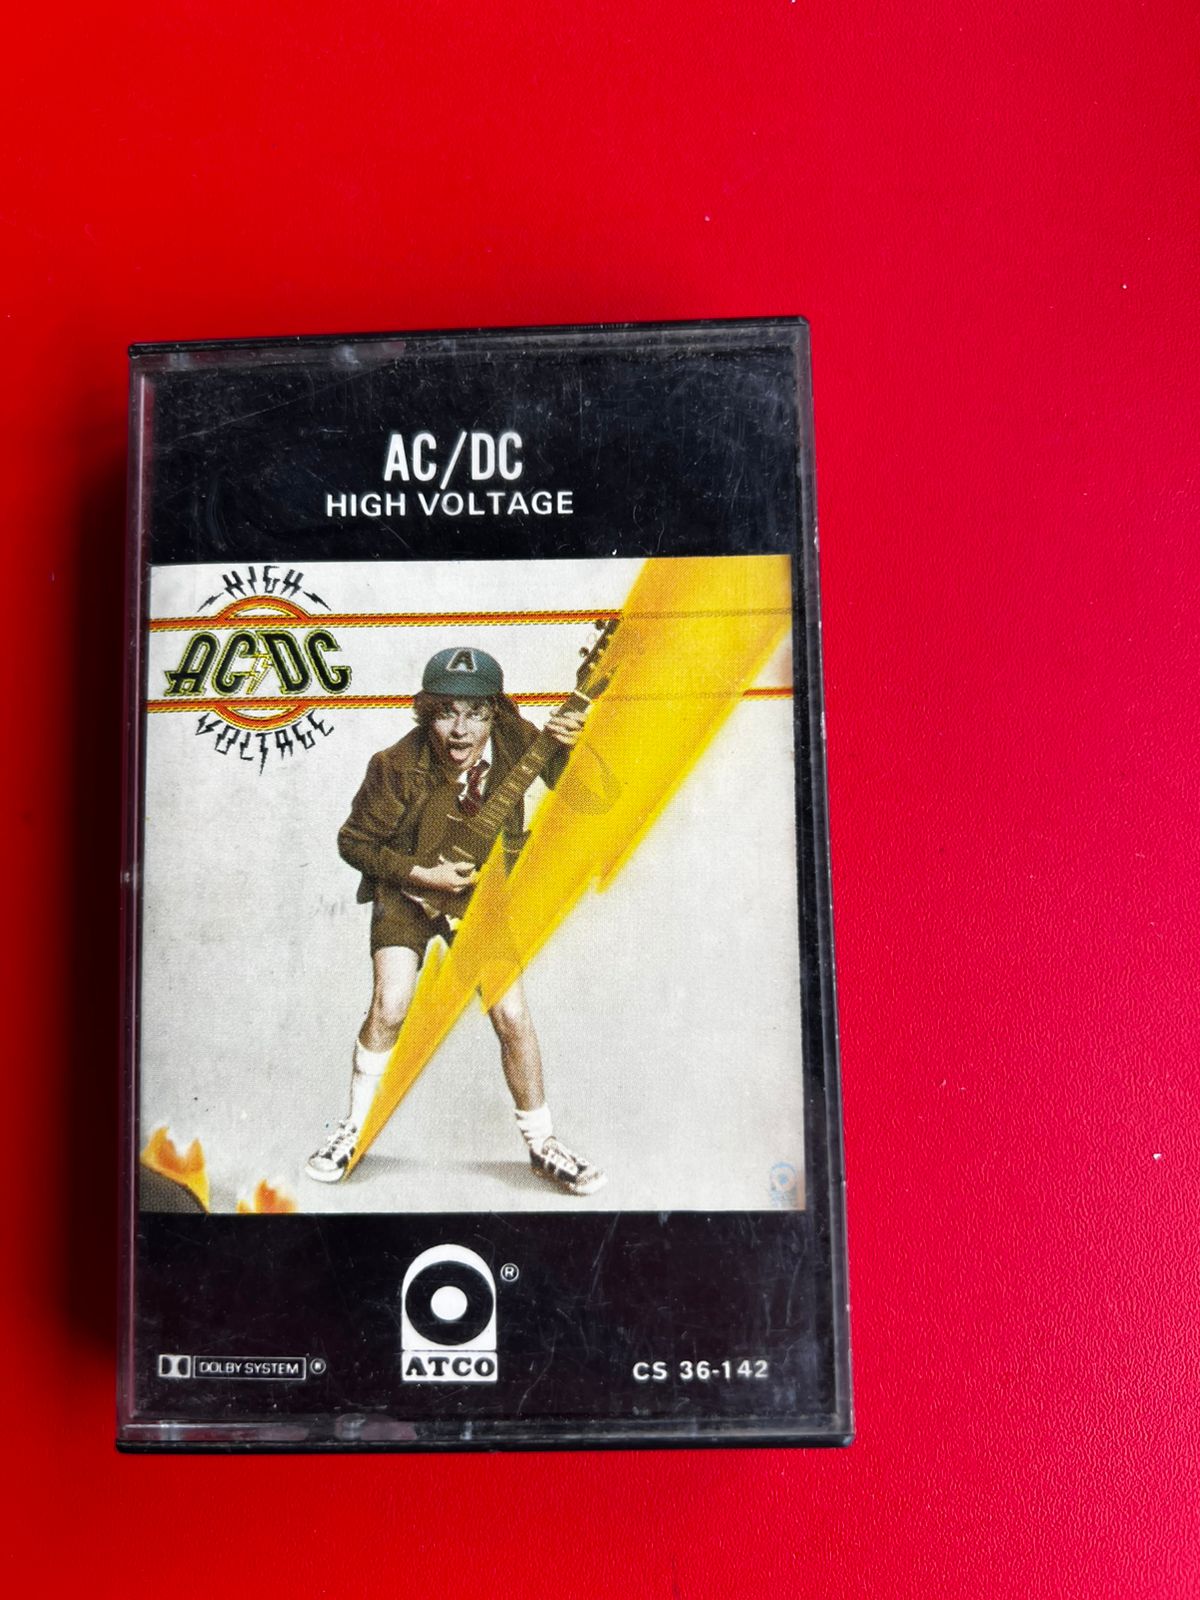 AC/DC
HIGH VOLTAGE
HIGH
AC DC
VOLTAGE
A
®
ATCO
DOLBY SYSTEM ®
CS 36-142